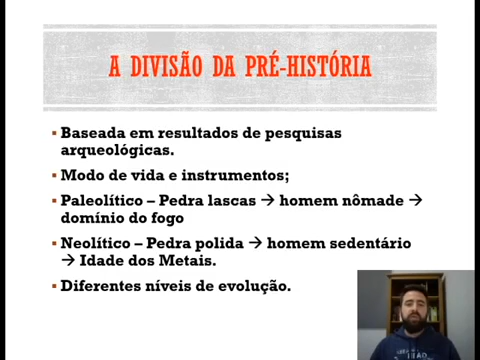 A DIVISÃO DA PRÉ-HISTÓRIA
▪ Baseada em resultados de pesquisas
arqueológicas.
▪ Modo de vida e instrumentos;
▪ Paleolítico – Pedra lascas → homem nômade →
domínio do fogo
▪ Neolítico – Pedra polida → homem sedentário
→ Idade dos Metais.
▪ Diferentes níveis de evolução.